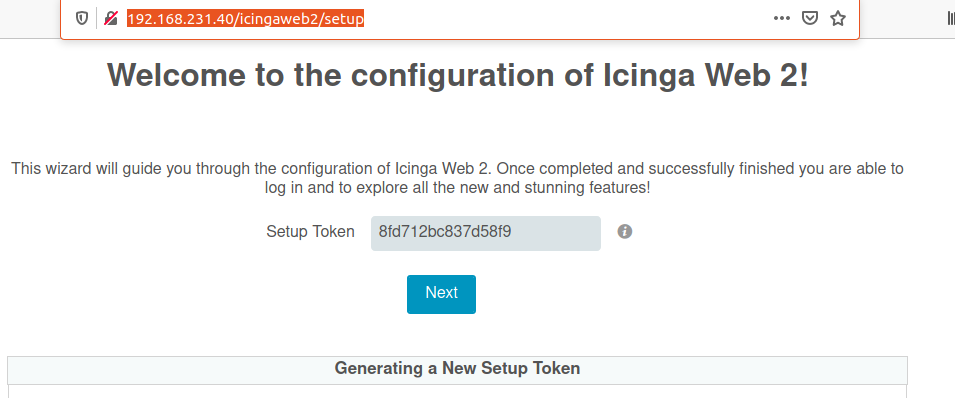 192.168.231.40/icingaweb2/setup
Welcome to the configuration of Icinga Web 2!
This wizard will guide you through the configuration of Icinga Web 2. Once completed and successfully finished you are able to
log in and to explore all the new and stunning features!
Setup Token 8fd712bc837d58f9
Next
Generating a New Setup Token